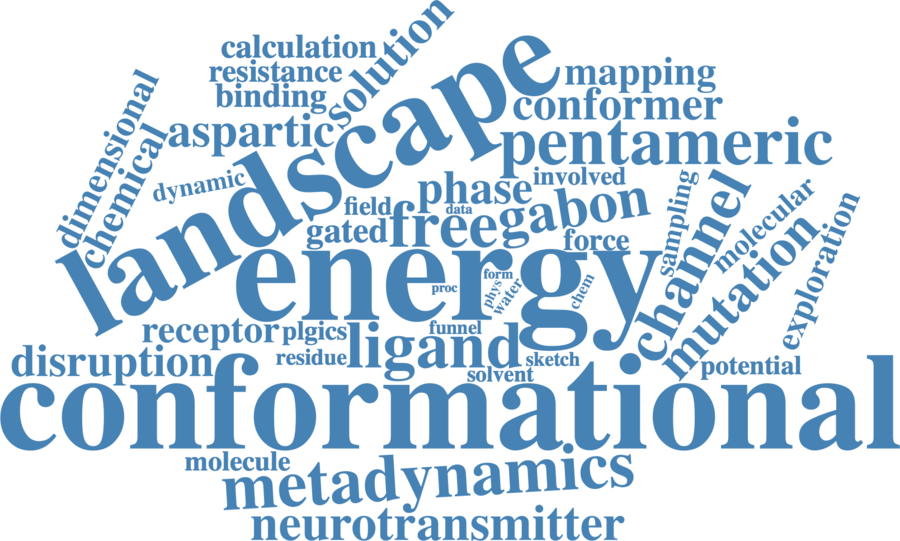 calculation
resistance
binding
solution
landscape
mapping
conformer
aspartic
pentameric
dimensional
chemical
dynamic
phase
involved
field
data
gated
free
gabon
force
sampling
channel
molecular
mutation
exploration
energy
form
proc
phys
water
chem
receptor
plgics
ligand
funnel
disruption
residue
sketch
solvent
potential
conformational
molecule
metadynamics
neurotransmitter